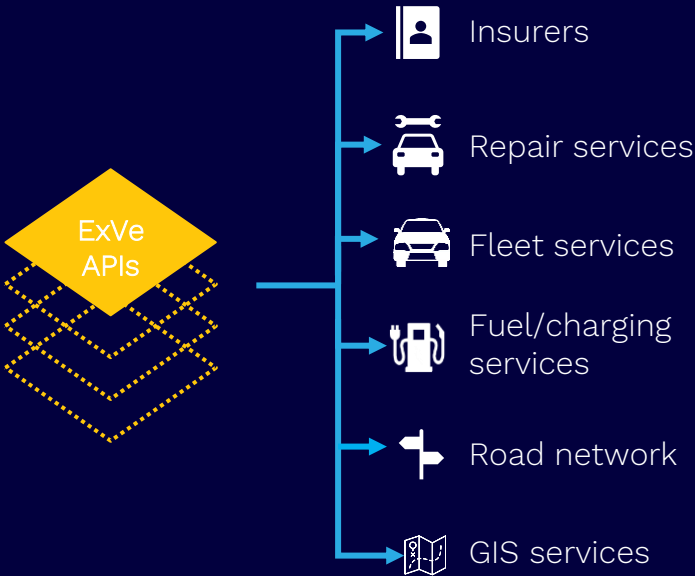 Insurers
Repair services
ExVe
APIs
Fleet services
Fuel/charging
services
Road network
GIS services